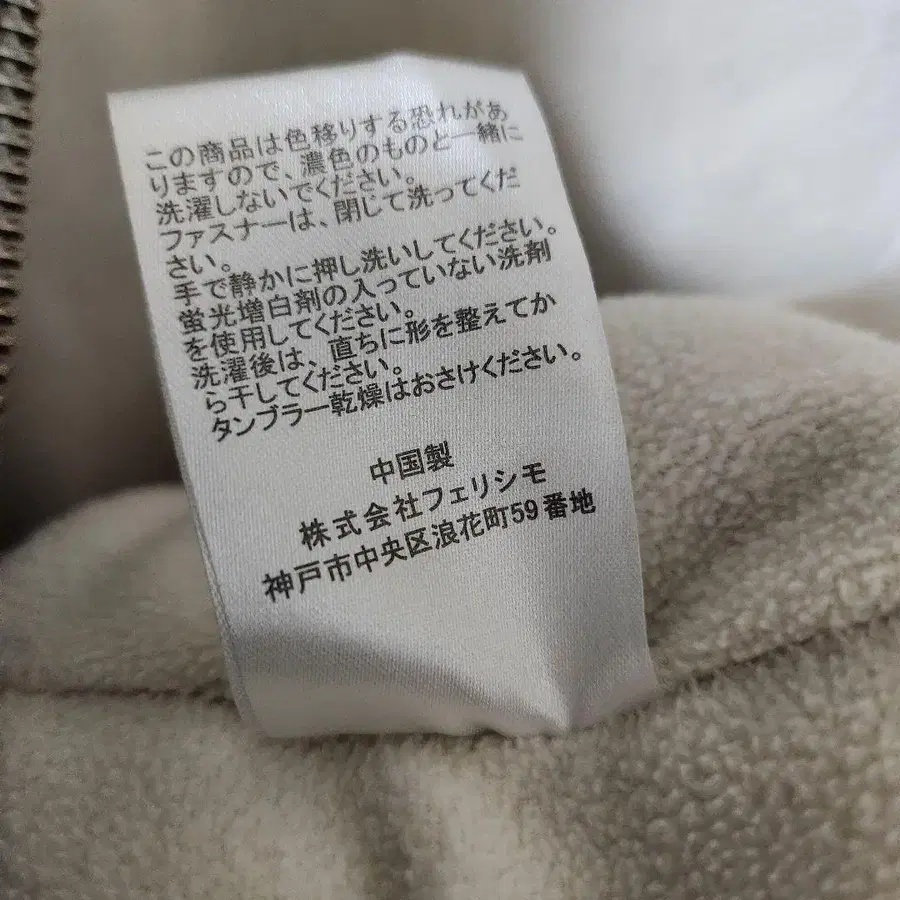 この商品は色移りする恐れがあ
りますので、濃色のものと一緒に
洗濯しないでください。
ファスナーは、閉じて洗ってくだ
さい。
手で静かに押し洗いしてください。
蛍光増白剤の入っていない洗剤
を使用してください。
洗濯後は、直ちに形を整えてか
ら干してください。
タンブラー乾燥はおさけください。
中国製
株式会社フェリシモ
神戸市中央区浪花町59番地